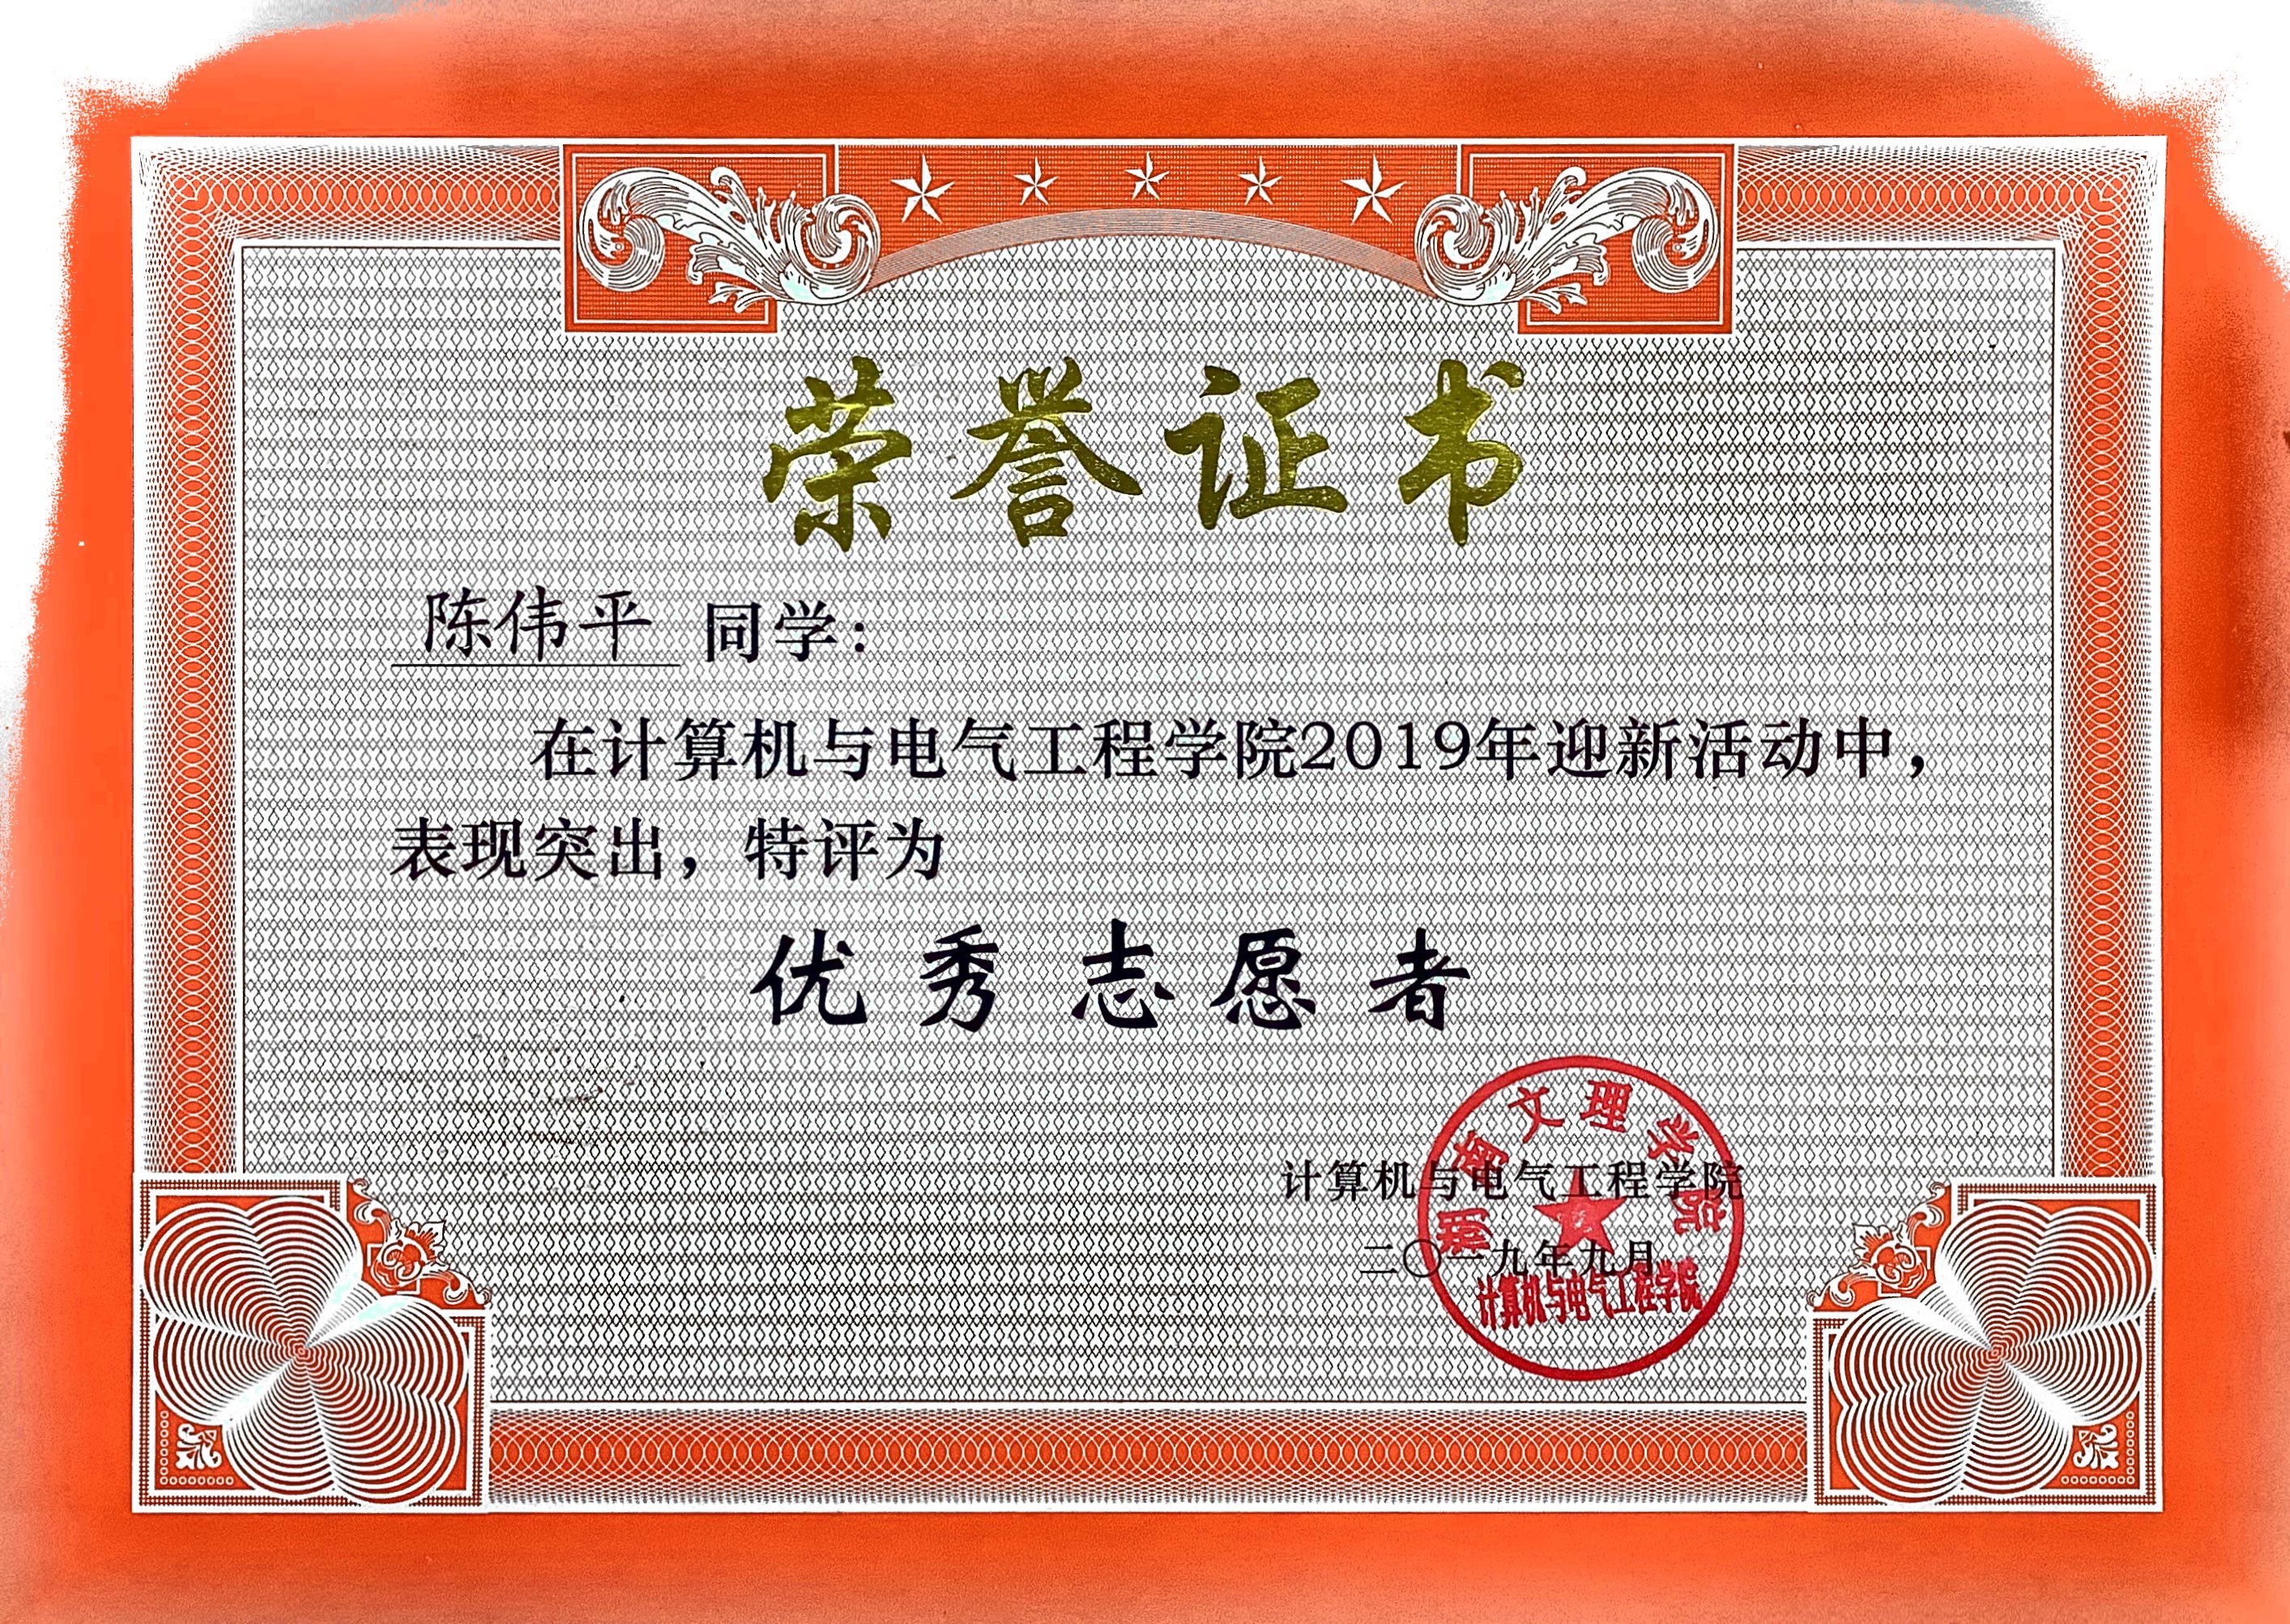 荣誉证书
陈伟平 同学：
在计算机与电气工程学院2019年迎新活动中，
表现突出，特评为
优秀志愿者
湖南文理学院
计算机与电气工程学院
二〇一九年九月
计算机与电气工程学院